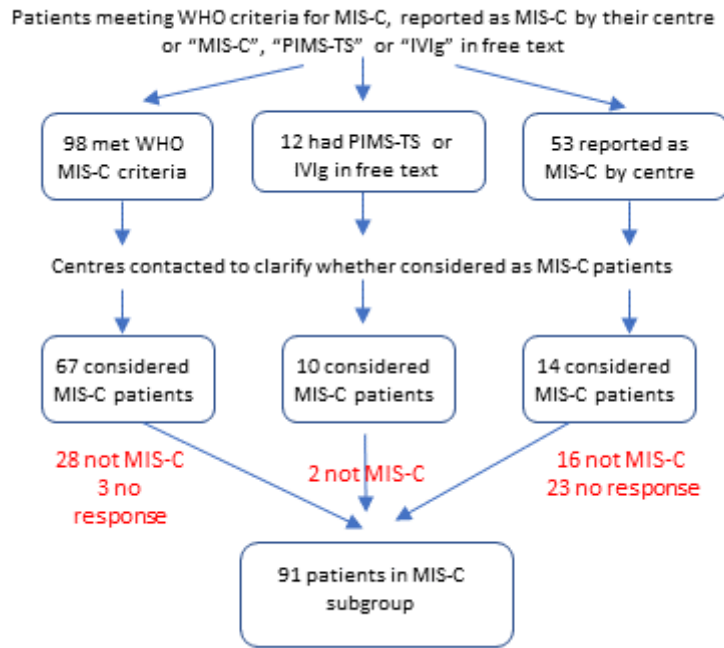 Patients meeting WHO criteria for MIS-C, reported as MIS-C by their centre
or “MIS-C”, “PIMS-TS” or “IVIg” in free text
98 met WHO
MIS-C criteria
12 had PIMS-TS or
IVIg in free text
53 reported as
MIS-C by centre
Centres contacted to clarify whether considered as MIS-C patients
67 considered
MIS-C patients
10 considered
MIS-C patients
14 considered
MIS-C patients
28 not MIS-C
3 no
response
2 not MIS-C
16 not MIS-C
23 no response
91 patients in MIS-C
subgroup